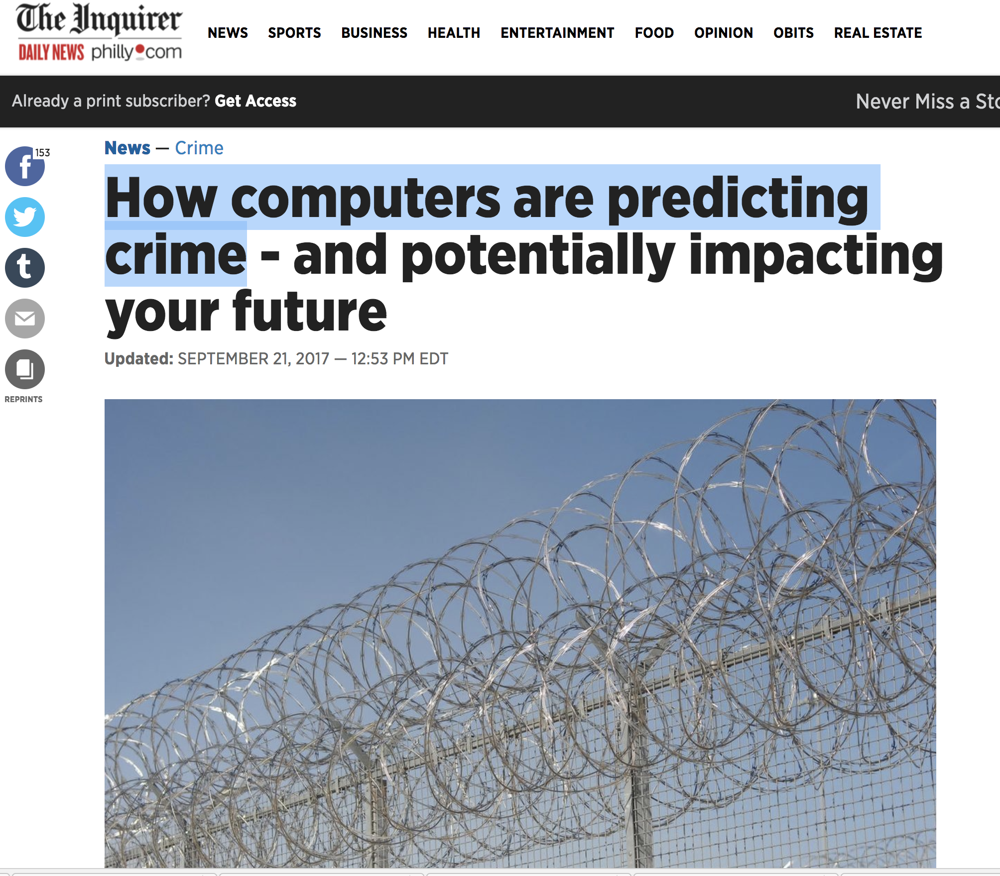 The Inquirer
DAILY NEWS philly.com
NEWS SPORTS BUSINESS HEALTH ENTERTAINMENT FOOD OPINION OBITS REAL ESTATE
Already a print subscriber? Get Access
Never Miss a Sto
153
f
t
REPRINTS
News — Crime
How computers are predicting
crime - and potentially impacting
your future
Updated: SEPTEMBER 21, 2017 — 12:53 PM EDT